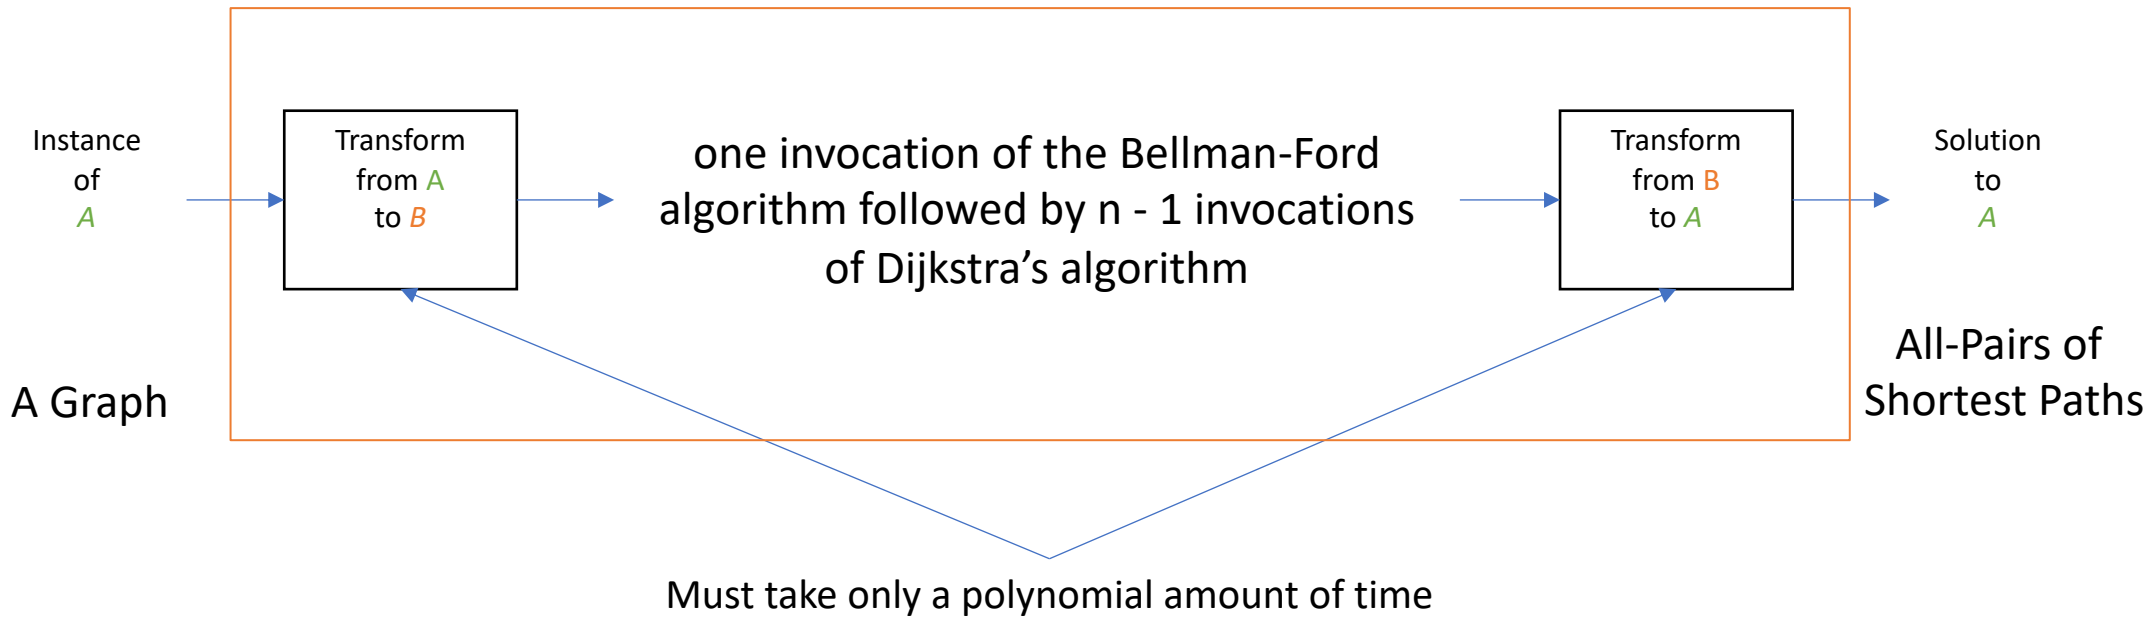 Instance
of
A
Transform
from A
to B
one invocation of the Bellman-Ford
algorithm followed by n - 1 invocations
of Dijkstra’s algorithm
Transform
from B
to A
Solution
to
A
A Graph
All-Pairs of
Shortest Paths
Must take only a polynomial amount of time